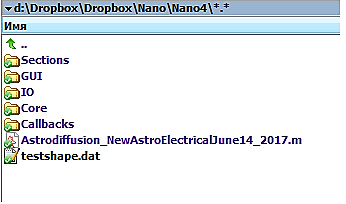 d:\Dropbox\Dropbox\Nano\Nano4\*.*
Имя
..
Sections
GUI
IO
Core
Callbacks
Astrodiffusion_NewAstroElectricalJune14_2017.m
testshape.dat